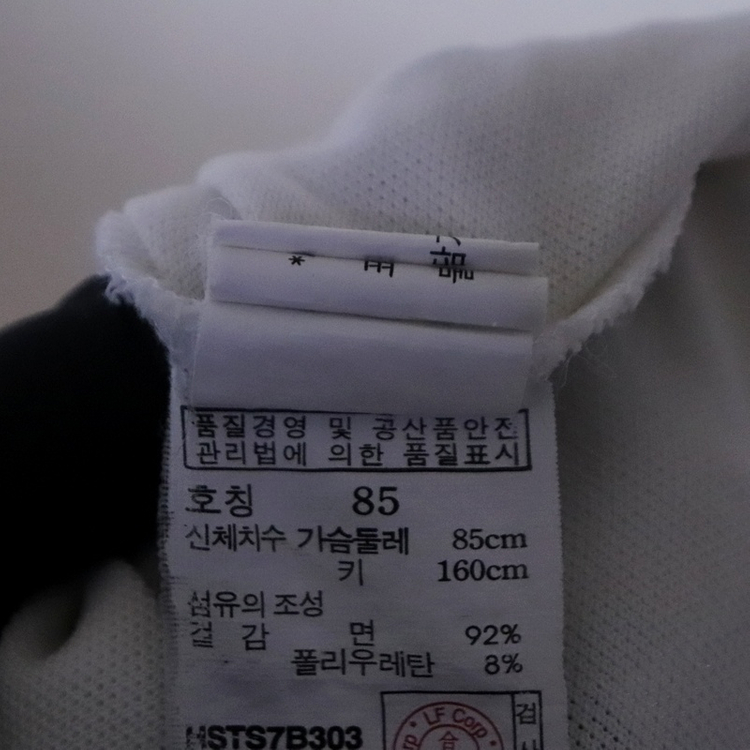 품질경영 및 공산품안전
관리법에 의한 품질표시
호칭 85
신체치수 가슴둘레 85cm
키 160cm
섬유의 조성
겉감 면 92%
폴리우레탄 8%
HSTS7B303
LF Corp
合
검